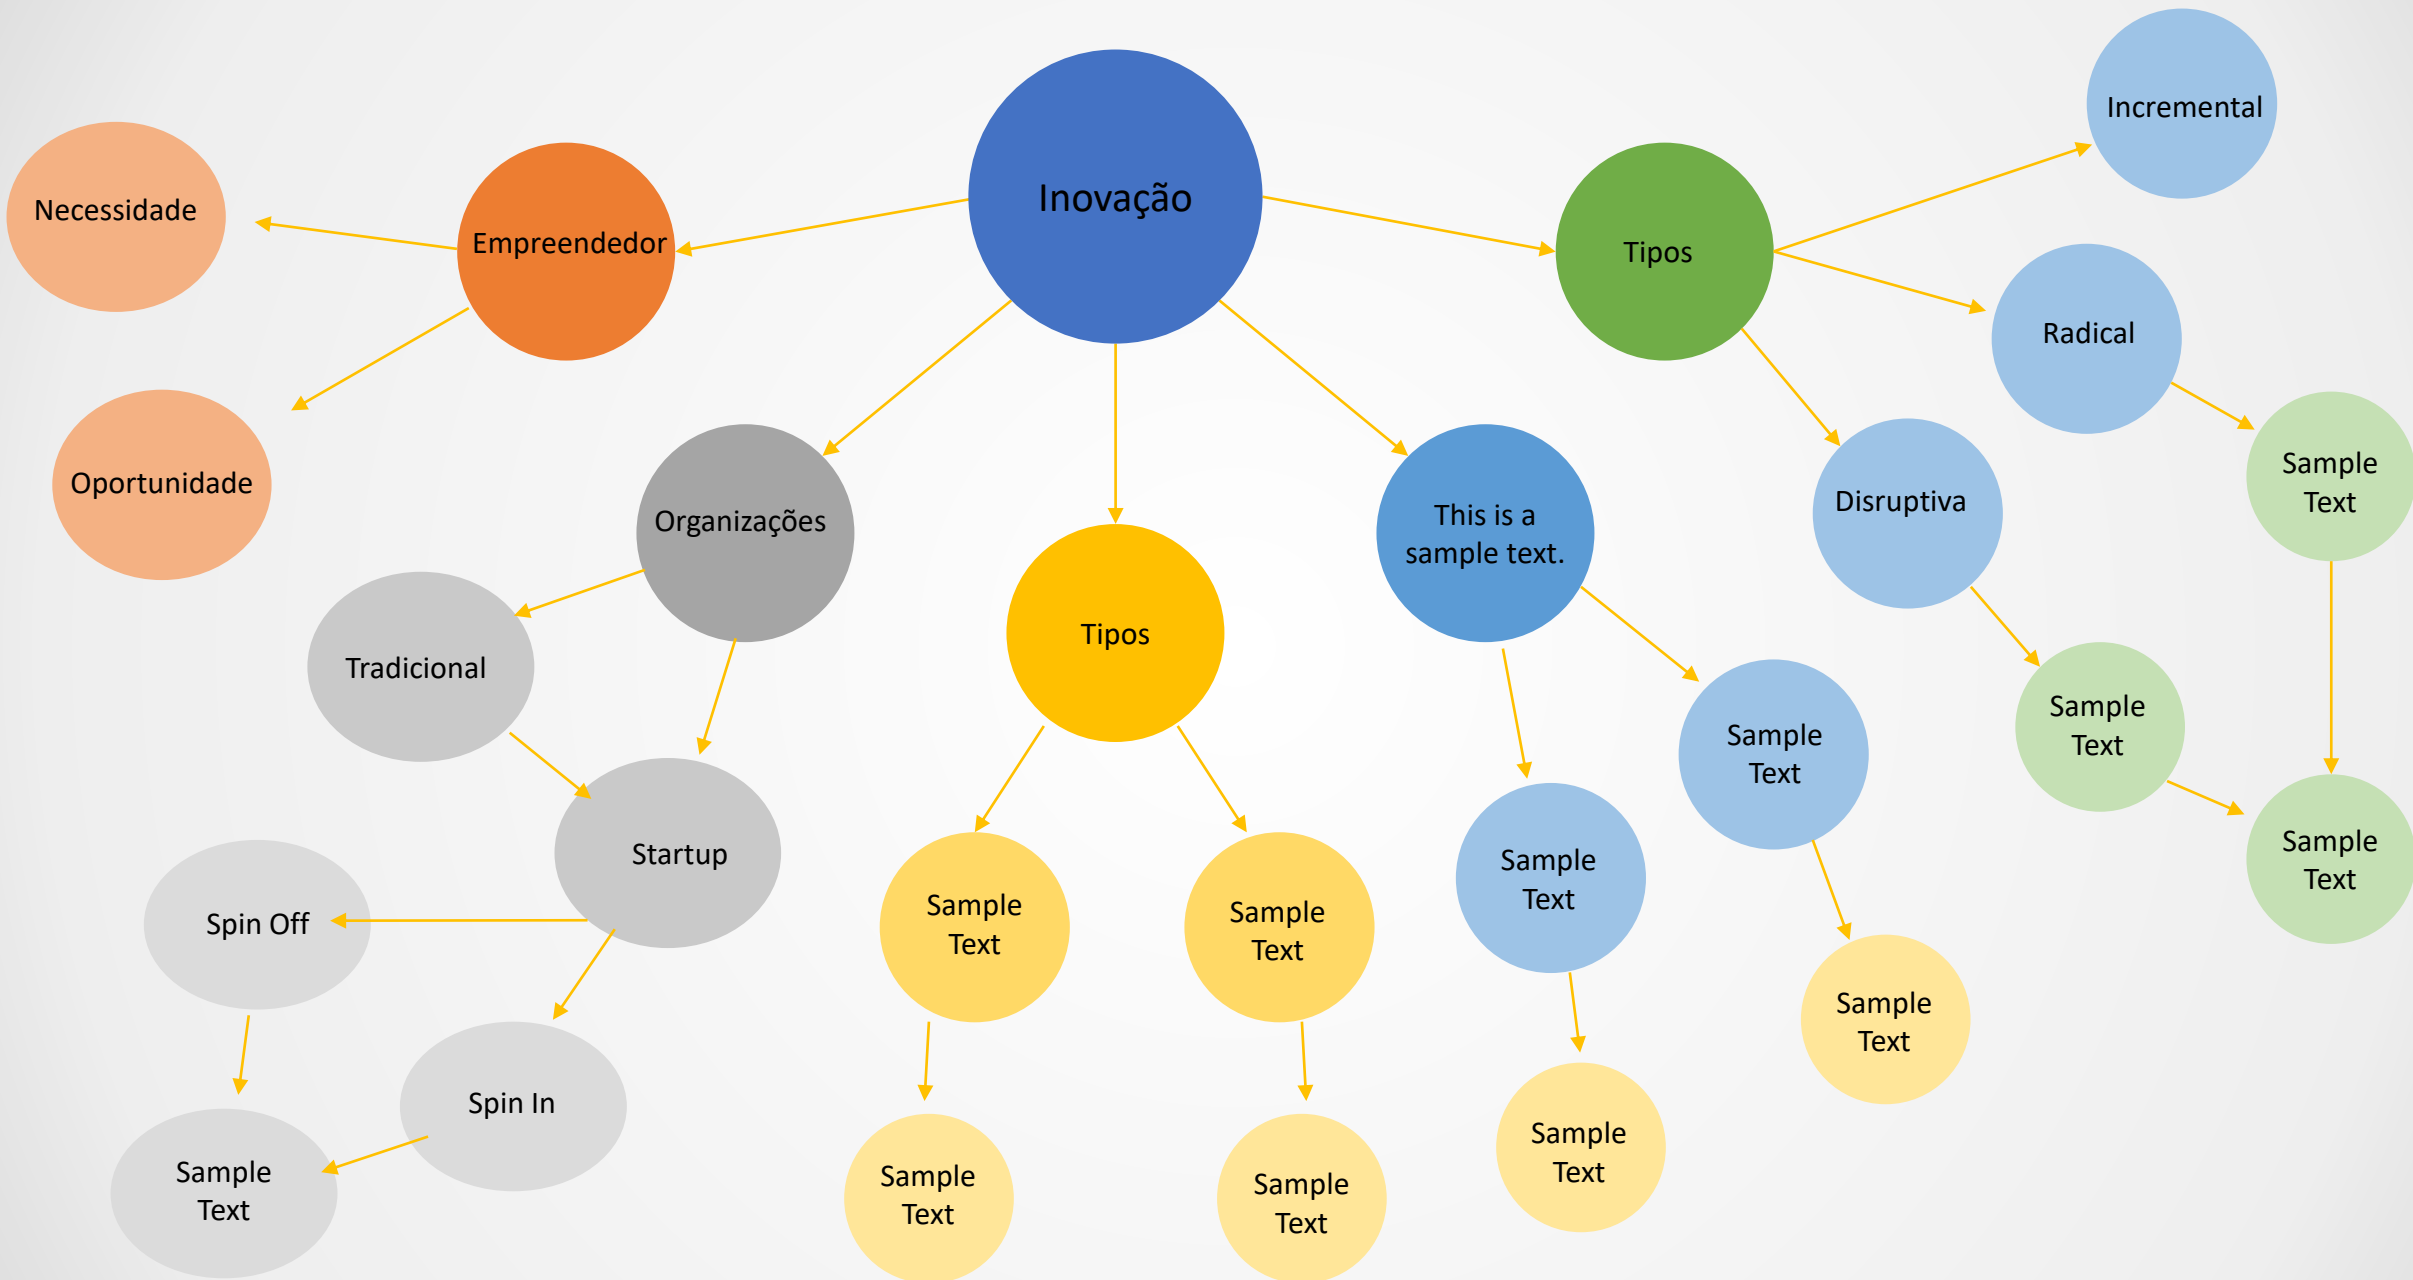 Incremental
Inovação
Necessidade
Empreendedor
Tipos
Radical
Oportunidade
Organizações
This is a
sample text.
Disruptiva
Sample
Text
Tradicional
Tipos
Sample
Text
Sample
Text
Startup
Sample
Text
Sample
Text
Sample
Text
Sample
Text
Spin Off
Sample
Text
Spin In
Sample
Text
Sample
Text
Sample
Text
Sample
Text